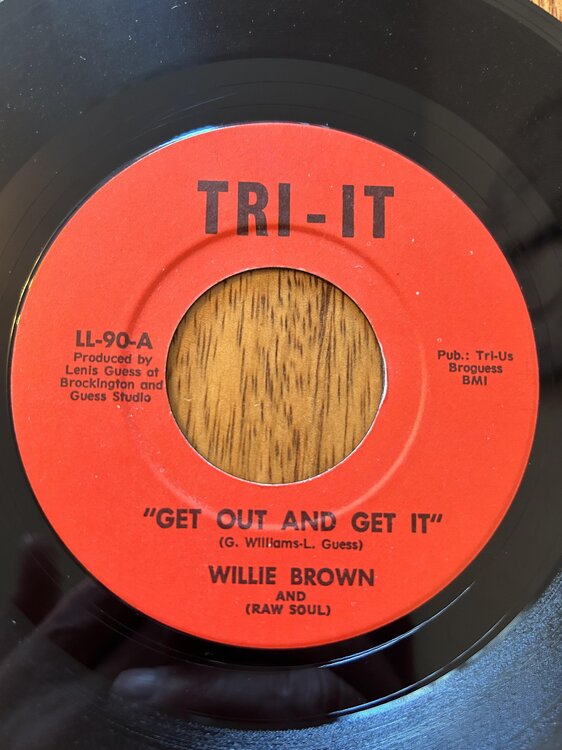 TRI-IT
LL-90-A
Produced by
Lenis Guess at
Brockington and
Guess Studio
Pub.: Tri-Us
Broguess
BMI
"GET OUT AND GET IT"
(G. Williams-L. Guess)
WILLIE BROWN
AND
(RAW SOUL)